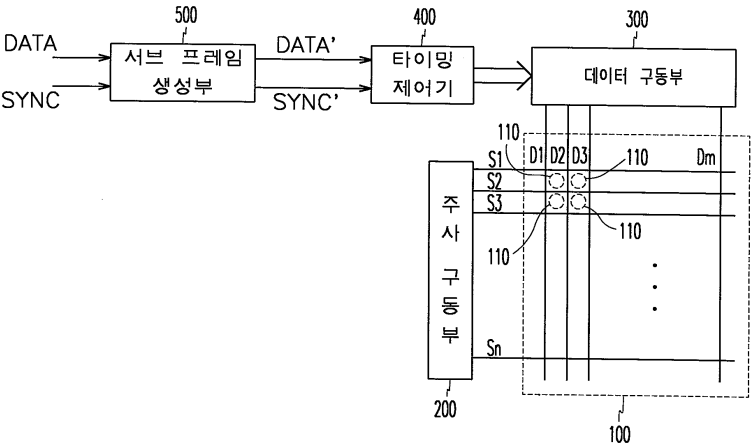 500
400
300
DATA
SYNC
서브 프레임
생성부
DATA'
SYNC'
타이밍
제어기
데이터 구동부
110
D1 D2 D3
110
Dm
S1
S2
S3
110
110
주사 구동부
Sn
200
100